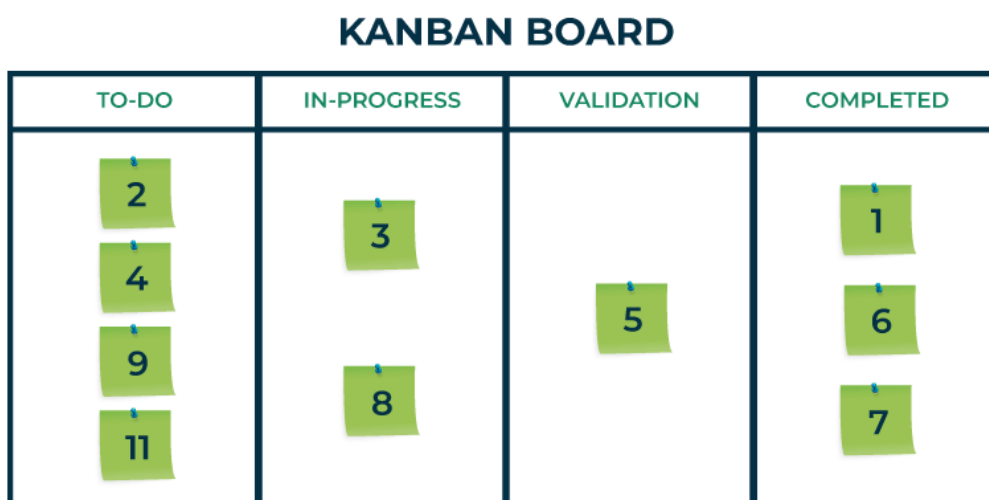 KANBAN BOARD
TO-DO
IN-PROGRESS
VALIDATION
COMPLETED
2
4
9
11
3
8
5
1
6
7